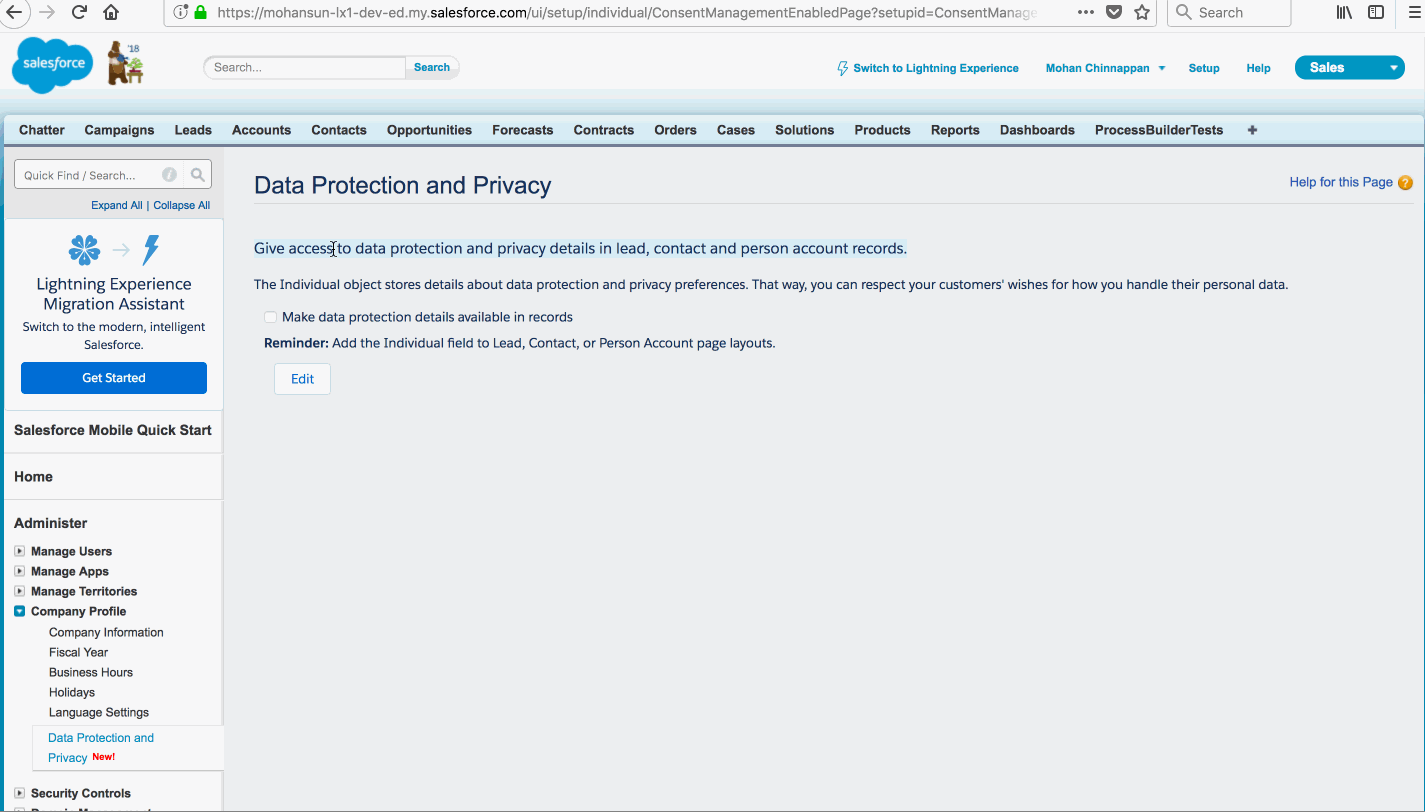 https://mohansun-lx1-dev-ed.my.salesforce.com/ui/setup/individual/ConsentManagementEnabledPage?setupid=ConsentManage
Search
salesforce
'18
Search...
Search
Switch to Lightning Experience
Mohan Chinnappan
Setup
Help
Sales
Chatter Campaigns Leads Accounts Contacts Opportunities Forecasts Contracts Orders Cases Solutions Products Reports Dashboards ProcessBuilderTests +
Quick Find / Search...
Expand All | Collapse All
Lightning Experience
Migration Assistant
Switch to the modern, intelligent
Salesforce.
Get Started
Salesforce Mobile Quick Start
Home
Administer
Manage Users
Manage Apps
Manage Territories
Company Profile
Company Information
Fiscal Year
Business Hours
Holidays
Language Settings
Data Protection and
Privacy New!
Security Controls
Data Protection and Privacy
Help for this Page ?
Give access to data protection and privacy details in lead, contact and person account records.
The Individual object stores details about data protection and privacy preferences. That way, you can respect your customers' wishes for how you handle their personal data.
Make data protection details available in records
Reminder: Add the Individual field to Lead, Contact, or Person Account page layouts.
Edit